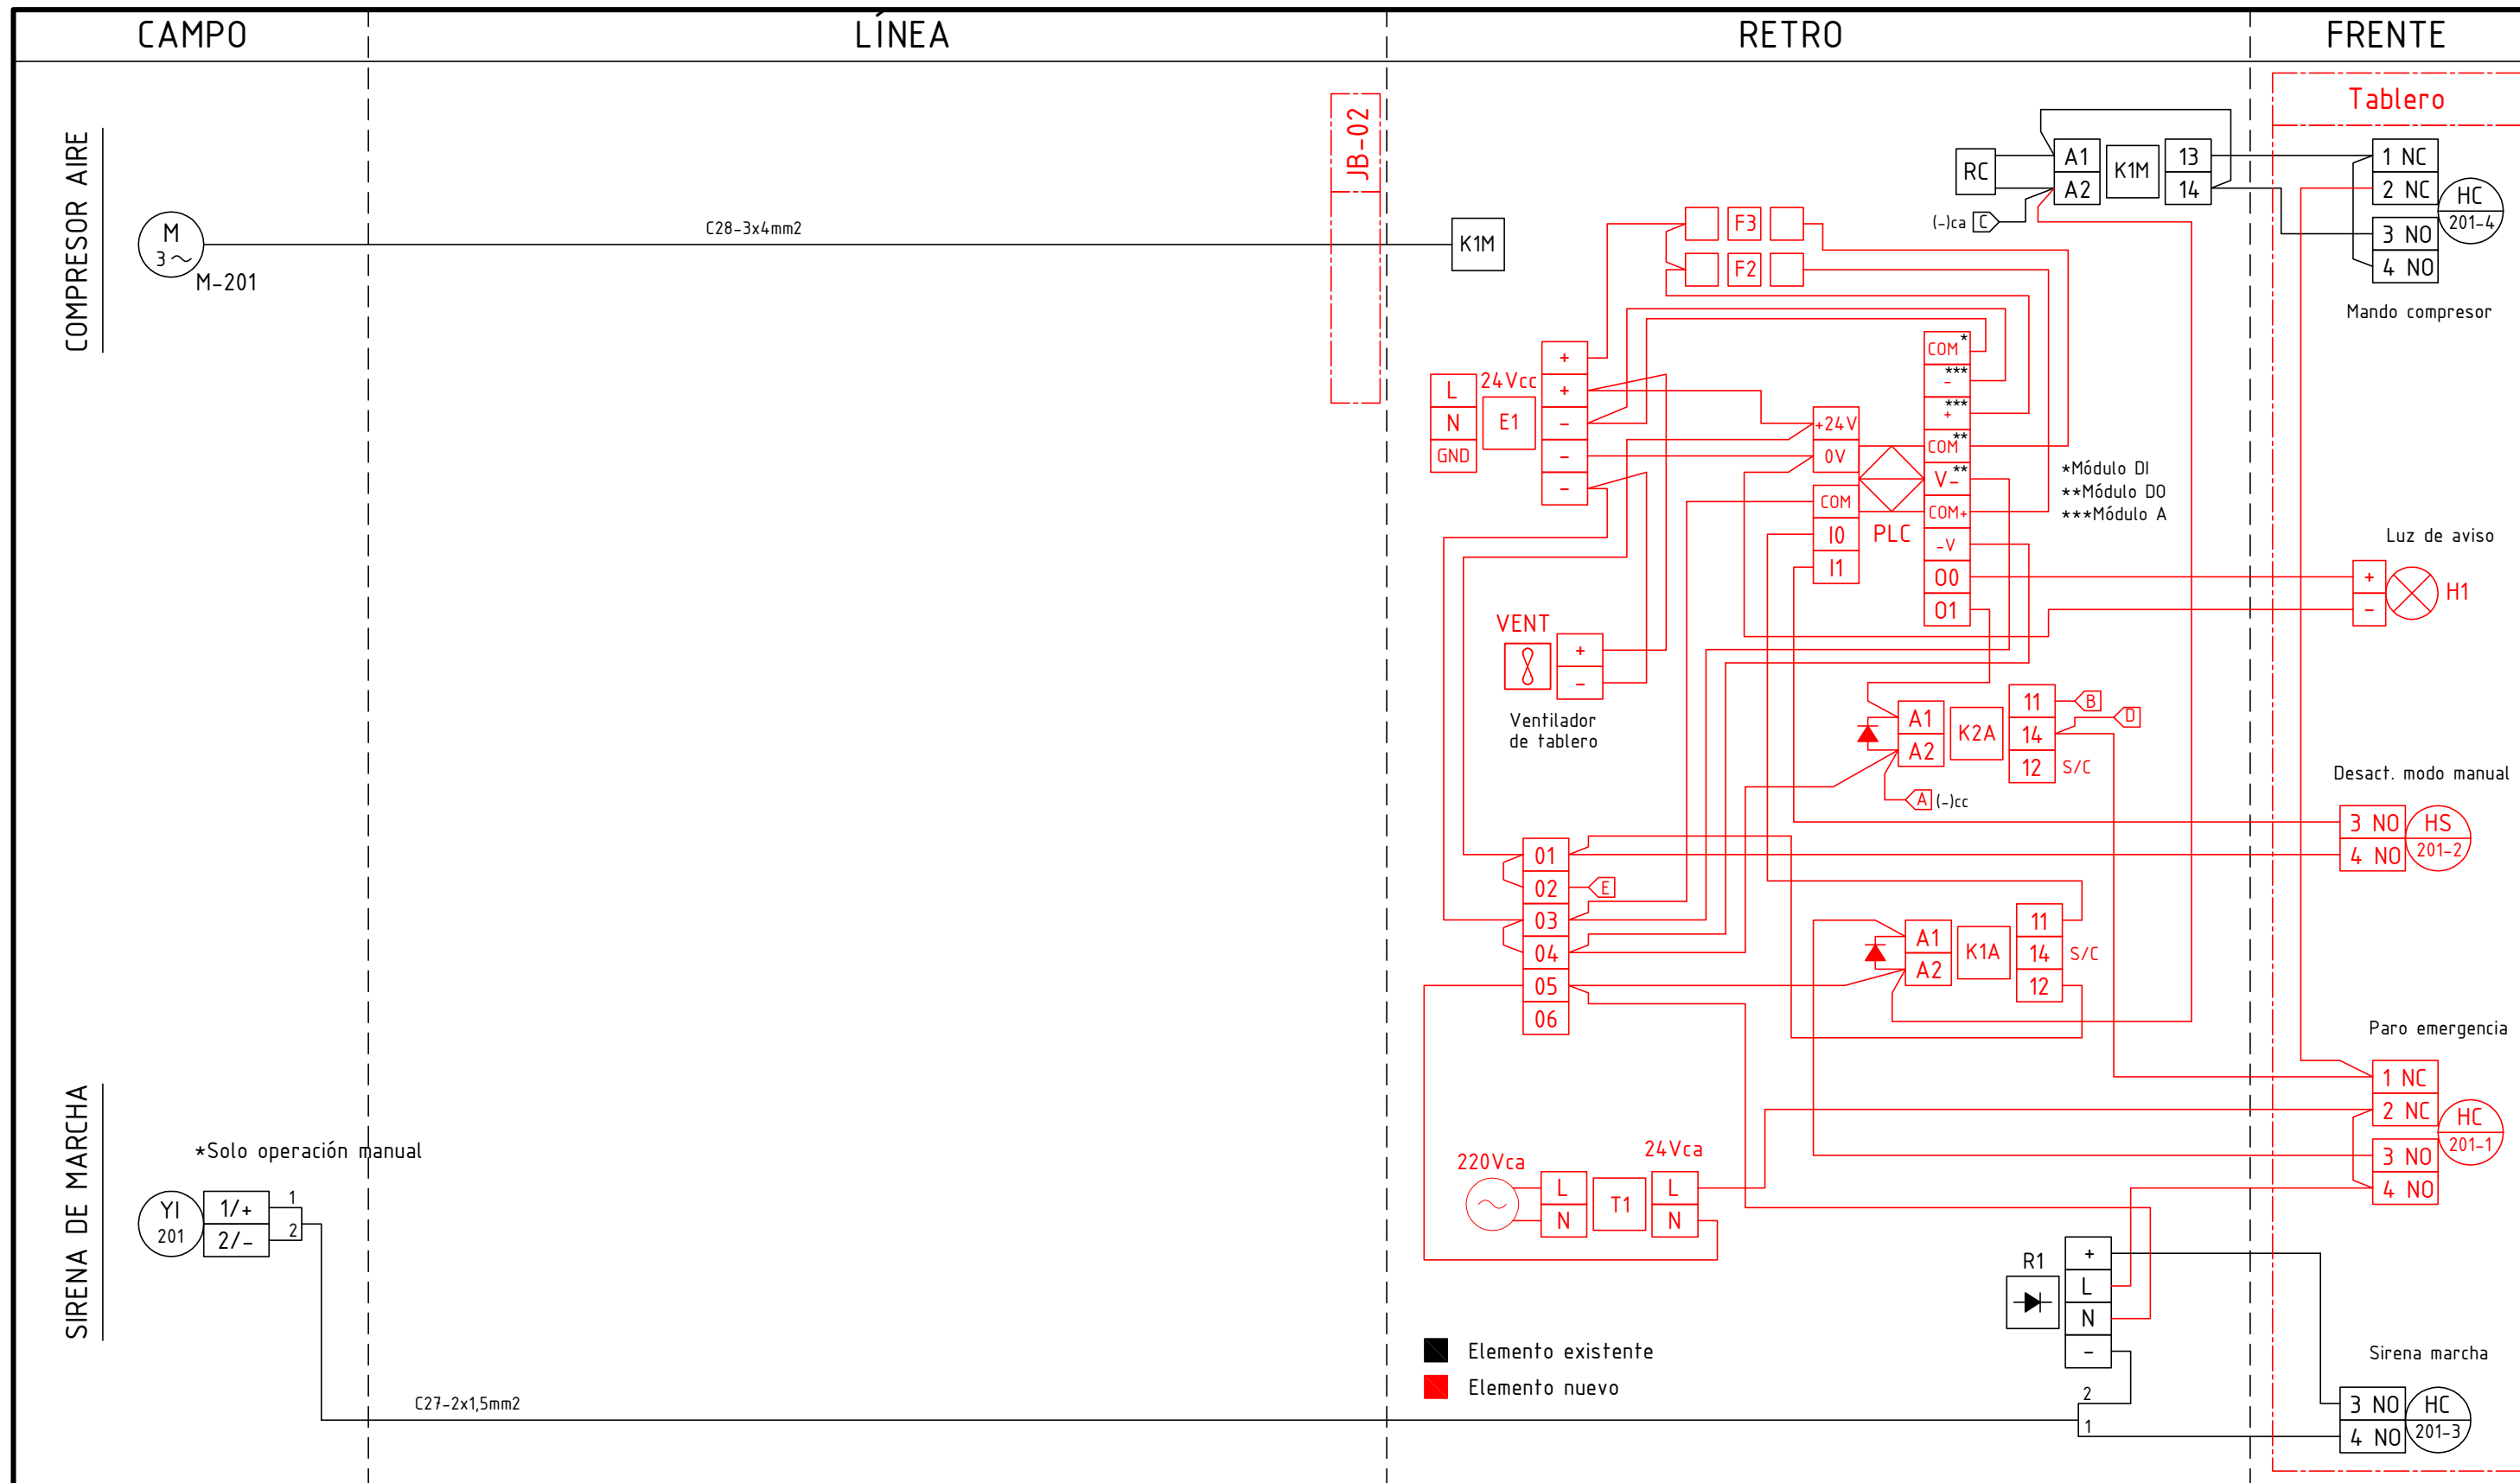 CAMPO
LÍNEA
RETRO
FRENTE
COMPRESOR AIRE
M
3
M-201
C28-3x4mm2
JB-02
K1M
RC
A1
A2
K1M
13
14
(-)ca
C
Tablero
1 NC
2 NC
3 NO
4 NO
HC
201-4
Mando compresor
F3
F2
L
N
GND
24Vcc
E1
+
+
-
-
-
+24V
0V
COM
I0
I1
PLC
COM*
-***
+***
COM**
V-**
COM+
-V
O0
O1
*Módulo DI
**Módulo DO
***Módulo A
Luz de aviso
+
-
H1
VENT
+
-
Ventilador
de tablero
A1
A2
K2A
11
14
12
S/C
B
D
A
(-)cc
Desact. modo manual
3 NO
4 NO
HS
201-2
01
02
03
04
05
06
E
A1
A2
K1A
11
14
12
S/C
Paro emergencia
1 NC
2 NC
3 NO
4 NO
HC
201-1
SIRENA DE MARCHA
*Solo operación manual
YI
201
1/+
2/-
1
2
220Vca
L
N
T1
24Vca
L
N
R1
+
L
N
-
Elemento existente
Elemento nuevo
C27-2x1,5mm2
2
1
Sirena marcha
3 NO
4 NO
HC
201-3